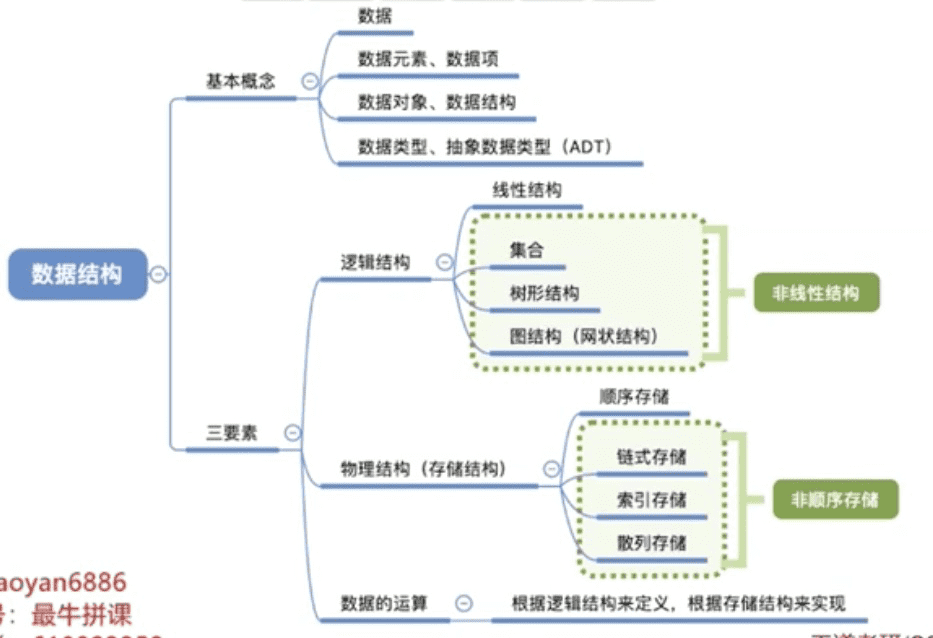 数据
数据元素、数据项
基本概念
数据对象、数据结构
数据类型、抽象数据类型（ADT）
线性结构
集合
逻辑结构
数据结构
树形结构
非线性结构
图结构（网状结构）
顺序存储
三要素
链式存储
物理结构（存储结构）
索引存储
非顺序存储
散列存储
aoyan6886
数据的运算
根据逻辑结构来定义，根据存储结构来实现
：最牛拼课